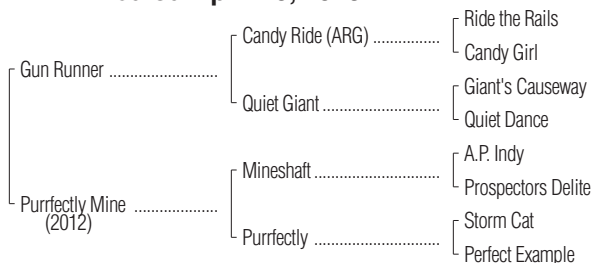 Ride the Rails
Candy Ride (ARG) ................
Candy Girl
Gun Runner ..........................
Giant's Causeway
Quiet Giant ............................
Quiet Dance
A.P. Indy
Mineshaft ..............................
Prospectors Delite
Purrfectly Mine ....................
(2012)
Storm Cat
Purrfectly ..............................
Perfect Example